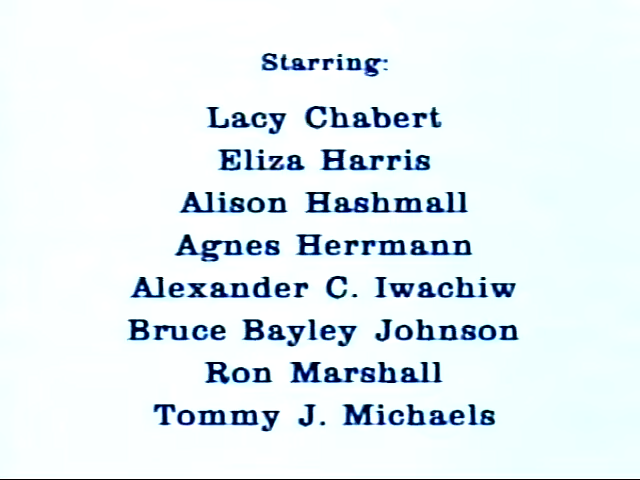 Starring:
Lacy Chabert
Eliza Harris
Alison Hashmall
Agnes Herrmann
Alexander C. Iwachiw
Bruce Bayley Johnson
Ron Marshall
Tommy J. Michaels